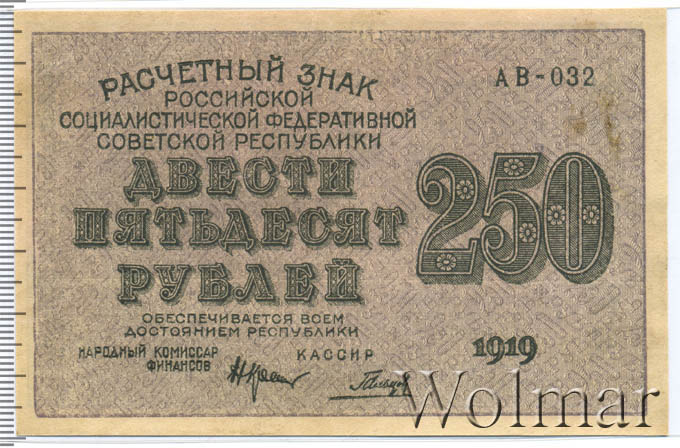 РАСЧЕТНЫЙ ЗНАК
РОССИЙСКОЙ
СОЦИАЛИСТИЧЕСКОЙ ФЕДЕРАТИВНОЙ
СОВЕТСКОЙ РЕСПУБЛИКИ
АВ-032
ДВЕСТИ
ПЯТЬДЕСЯТ
РУБЛЕЙ
250
ОБЕСПЕЧИВАЕТСЯ ВСЕМ
ДОСТОЯНИЕМ РЕСПУБЛИКИ
НАРОДНЫЙ КОМИССАР
ФИНАНСОВ
КАССИР
1919
Wolmar